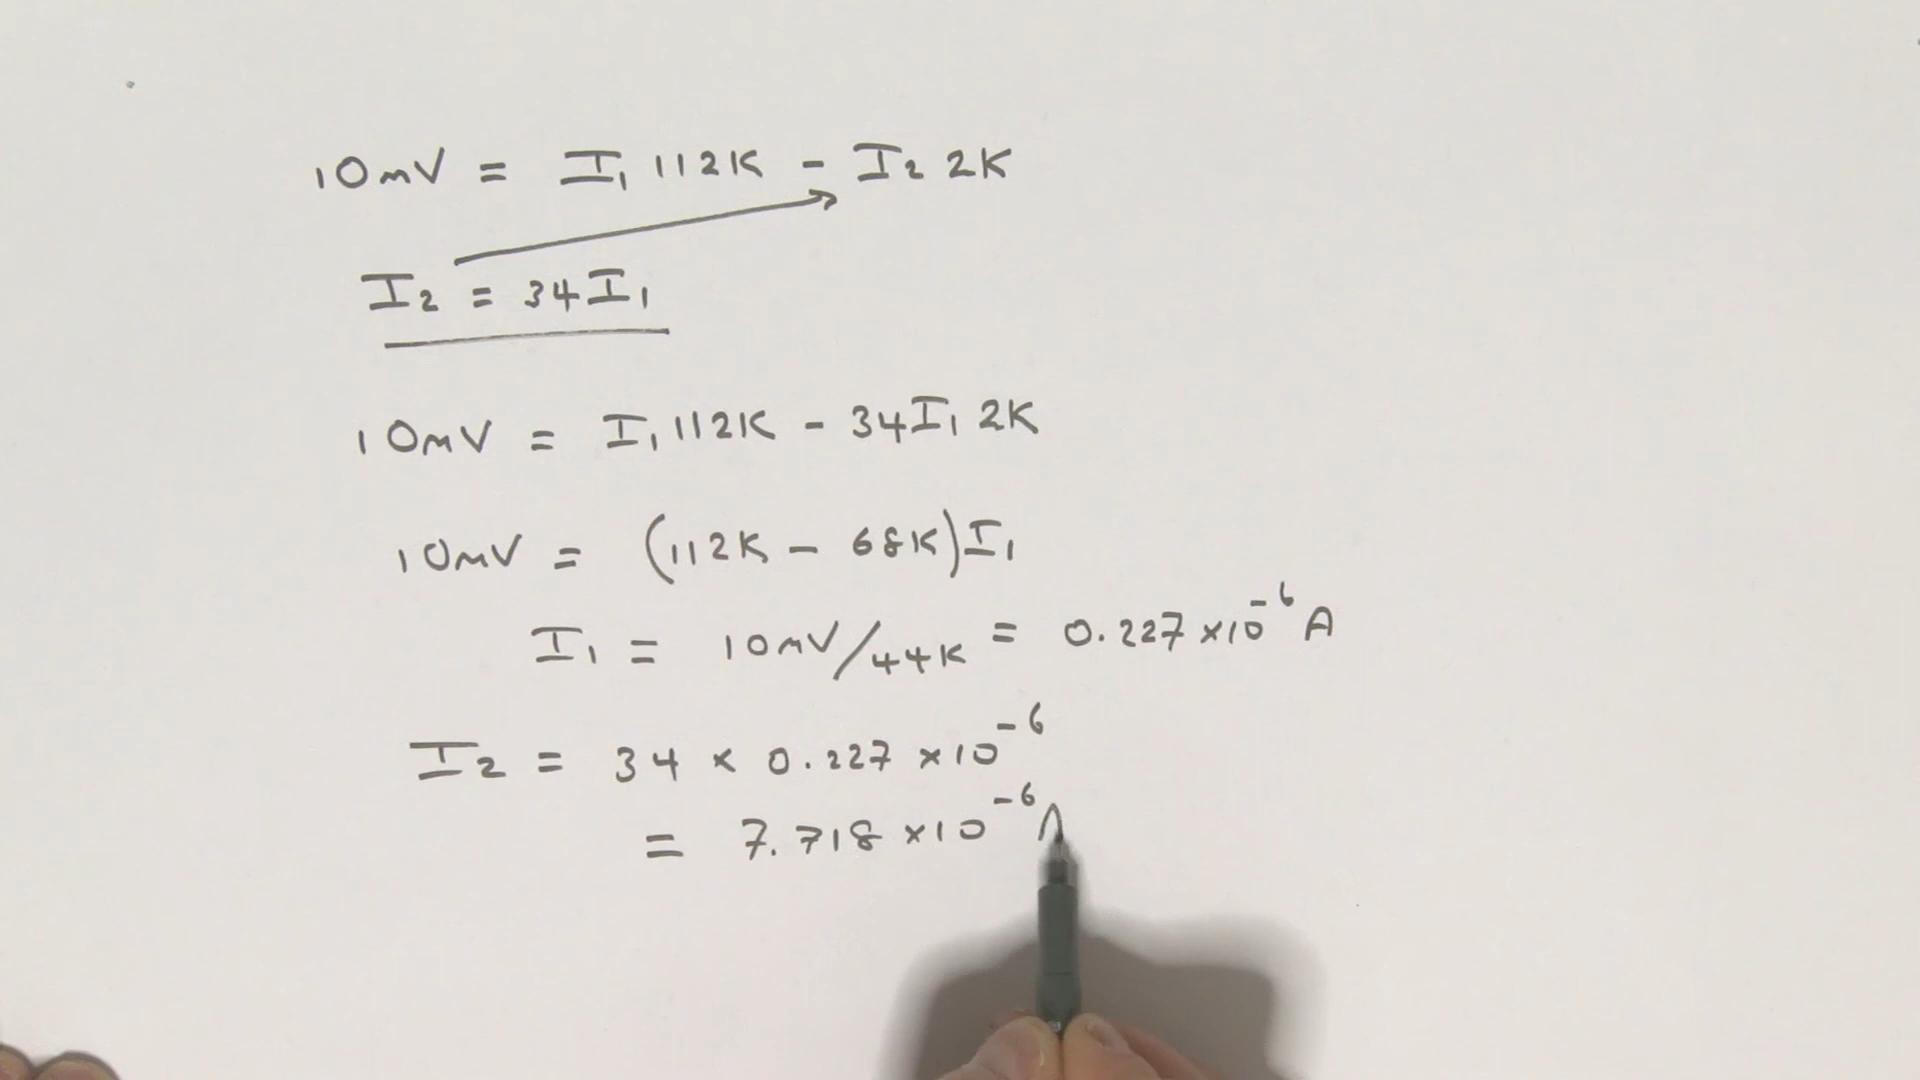 10mV = I₁ 112K - I₂ 2K
I₂ = 34I₁
10mV = I₁ 112K - 34I₁ 2K
10mV = (112K - 68K)I₁
I₁ = 10mV/44K = 0.227 ×10⁻⁶ A
I₂ = 34 × 0.227 ×10⁻⁶
= 7.718 ×10⁻⁶ A